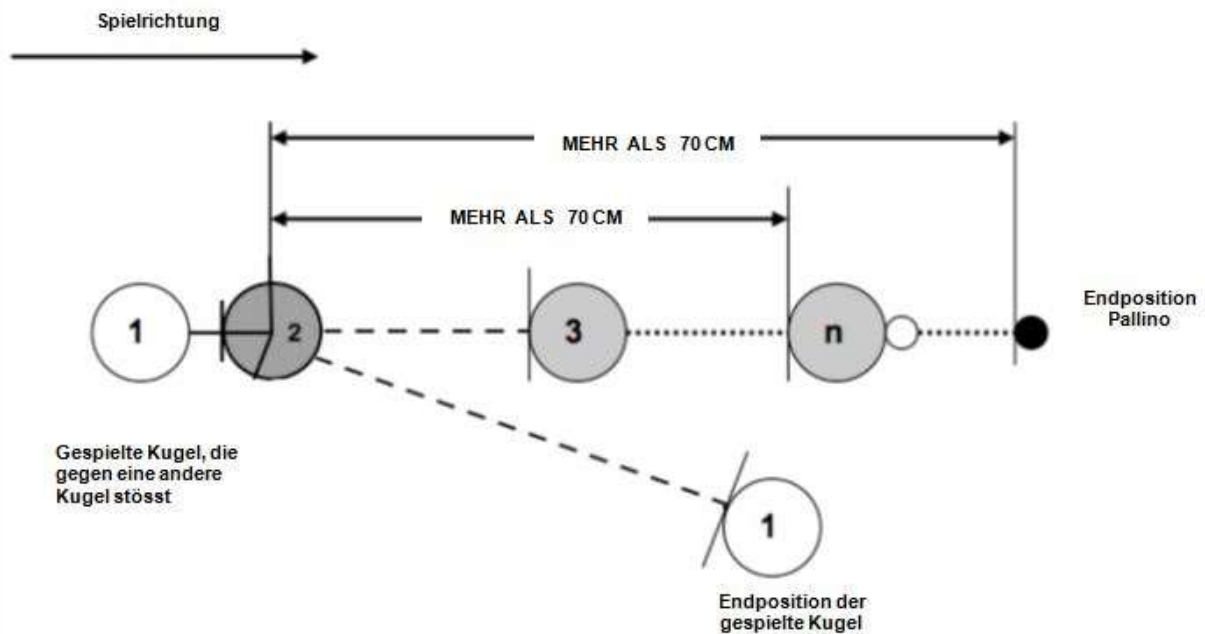 Spielrichtung
MEHR ALS 70 CM
MEHR ALS 70 CM
1
2
3
n
Endposition
Pallino
Gespielte Kugel, die
gegen eine andere
Kugel stösst
1
Endposition der
gespielte Kugel